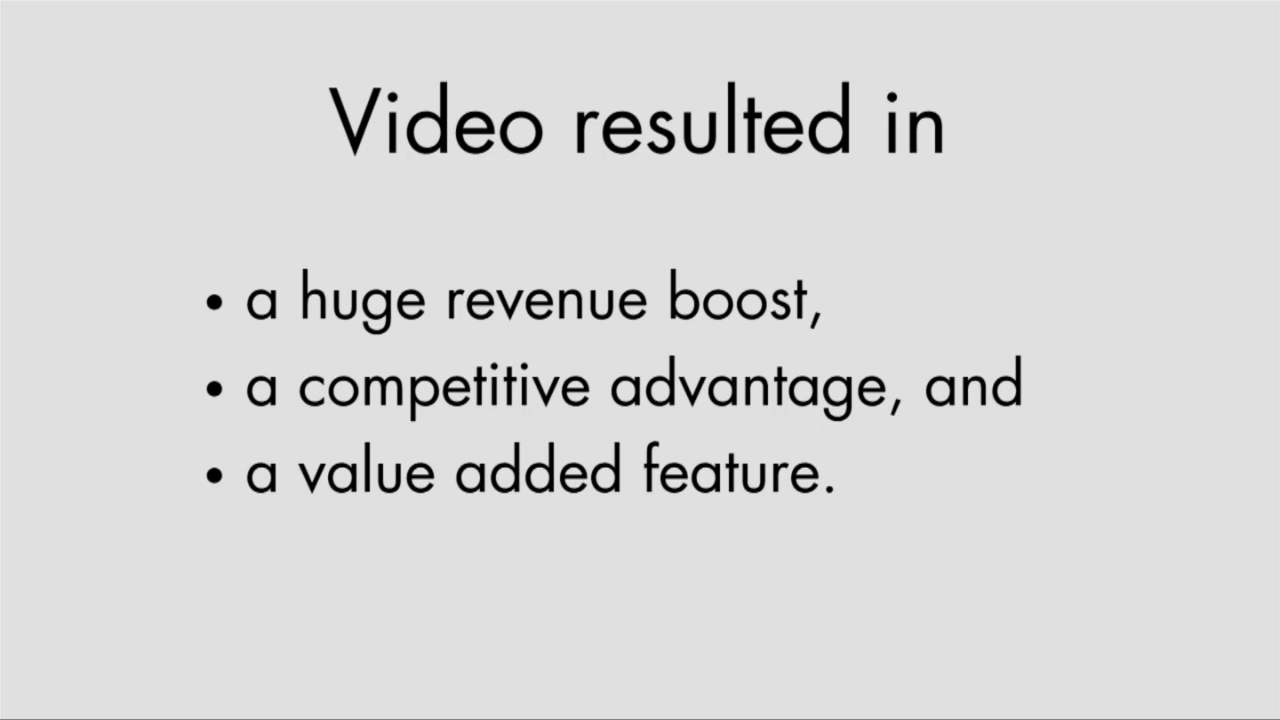 Video resulted in
• a huge revenue boost,
• a competitive advantage, and
• a value added feature.